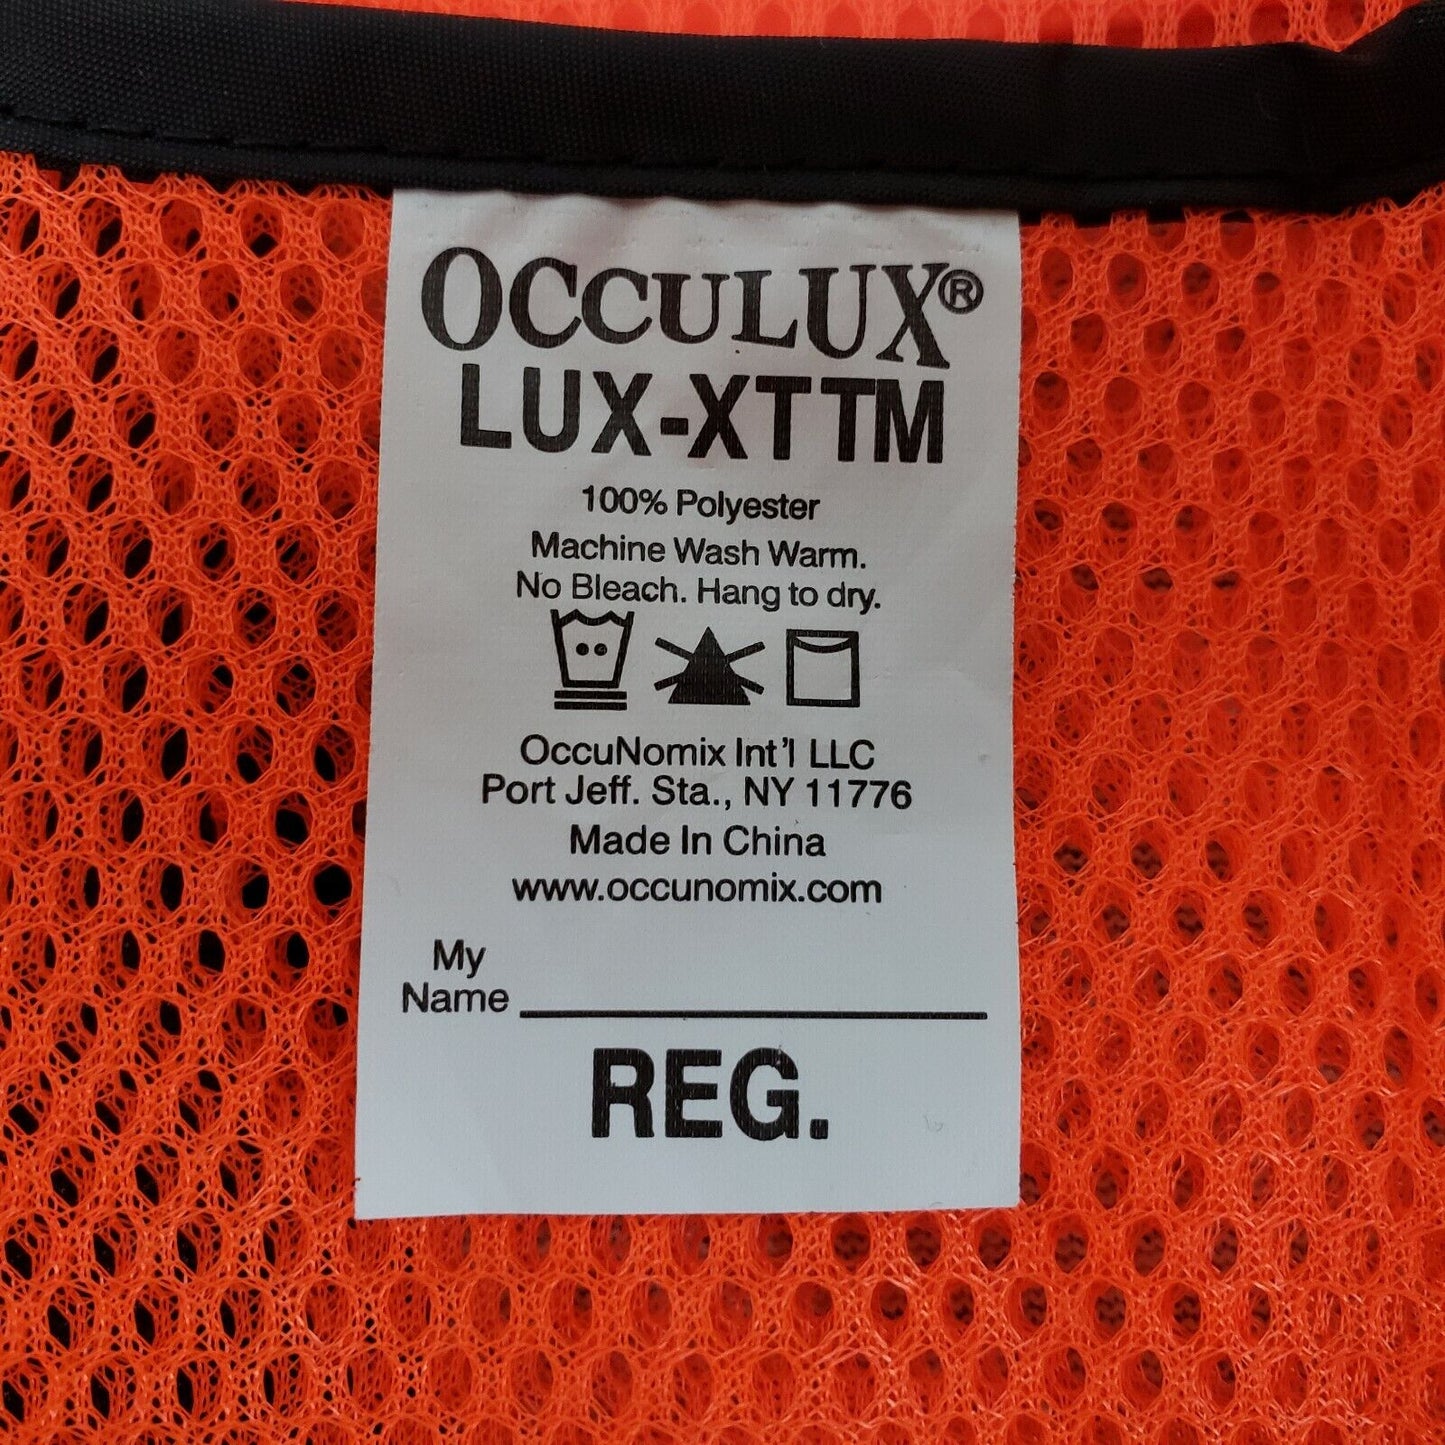 OCCULUX®
LUX-XTTM
100% Polyester
Machine Wash Warm.
No Bleach. Hang to dry.
OccuNomix Int'l LLC
Port Jeff. Sta., NY 11776
Made In China
www.occunomix.com
My
Name
REG.